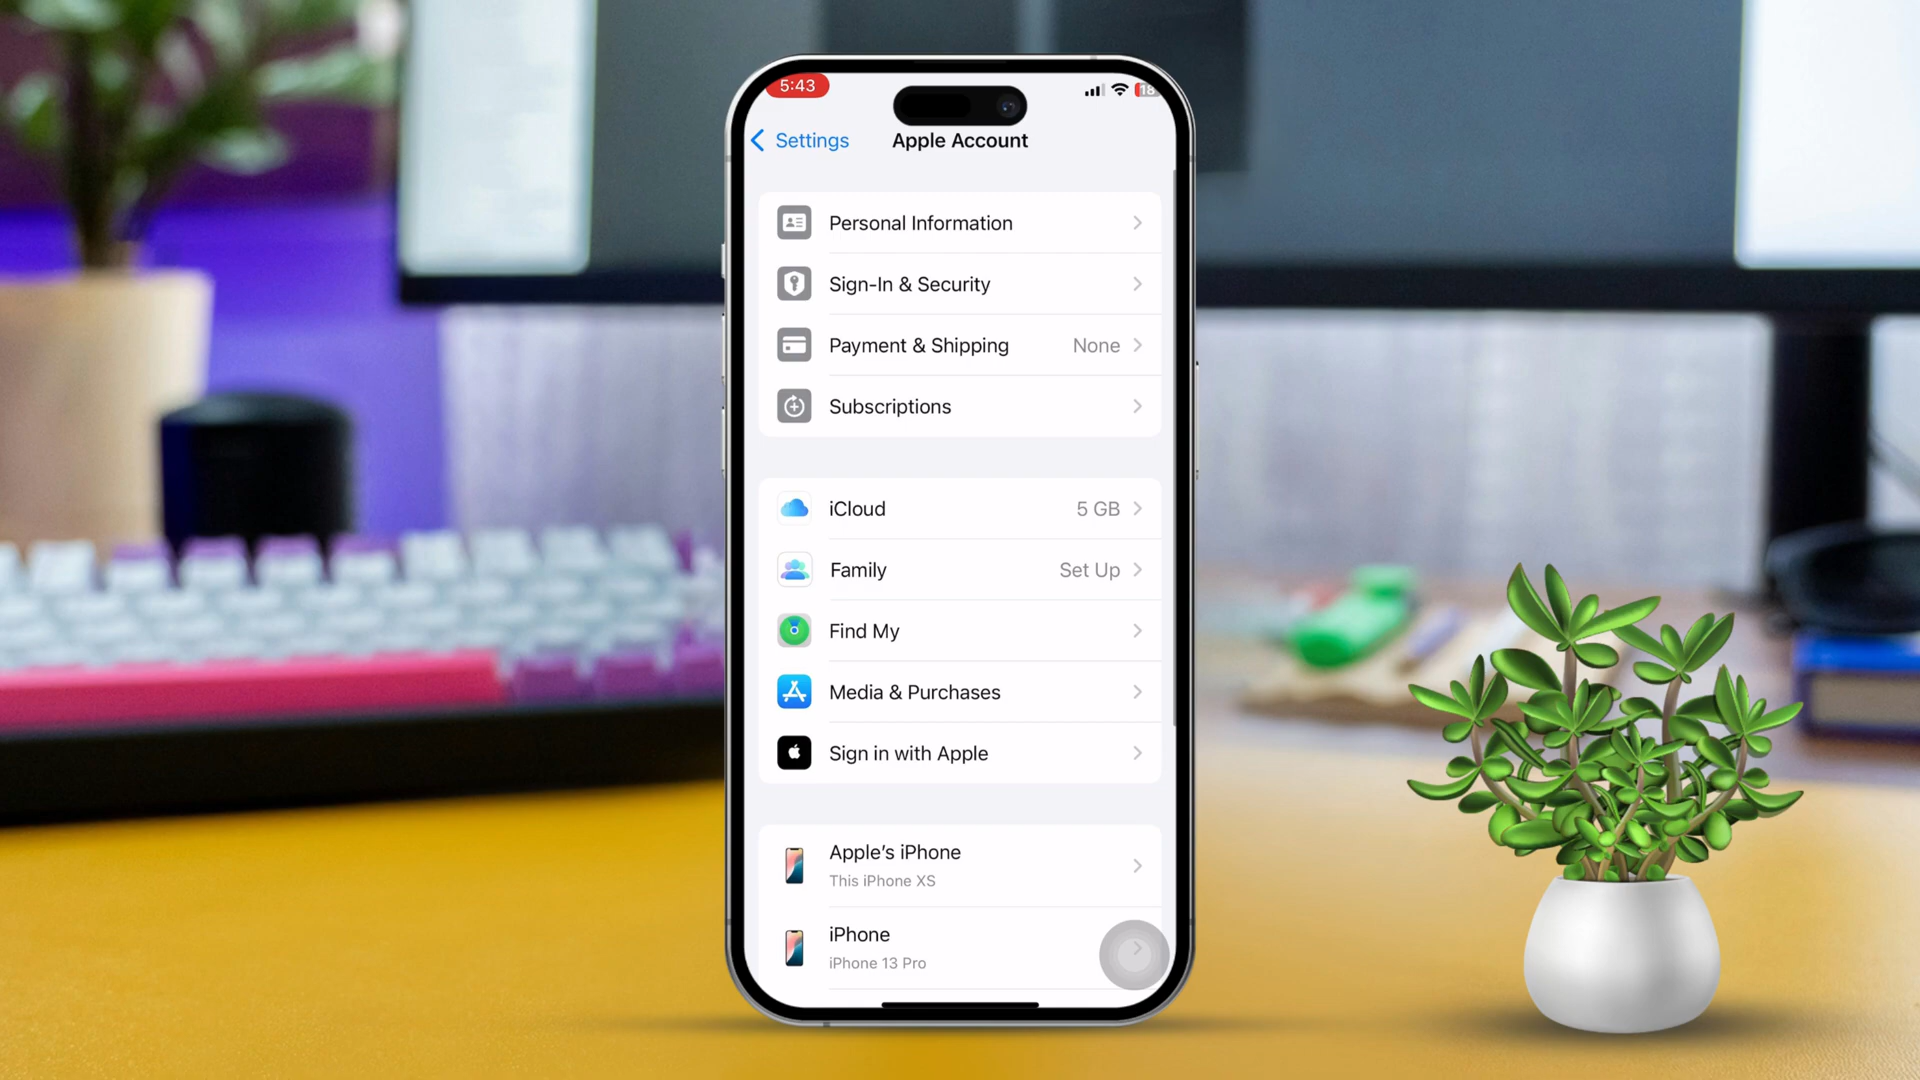 5:43
18
Settings
Apple Account
Personal Information
Sign-In & Security
Payment & Shipping None
Subscriptions
iCloud 5 GB
Family Set Up
Find My
Media & Purchases
Sign in with Apple
Apple’s iPhone
This iPhone XS
iPhone
iPhone 13 Pro